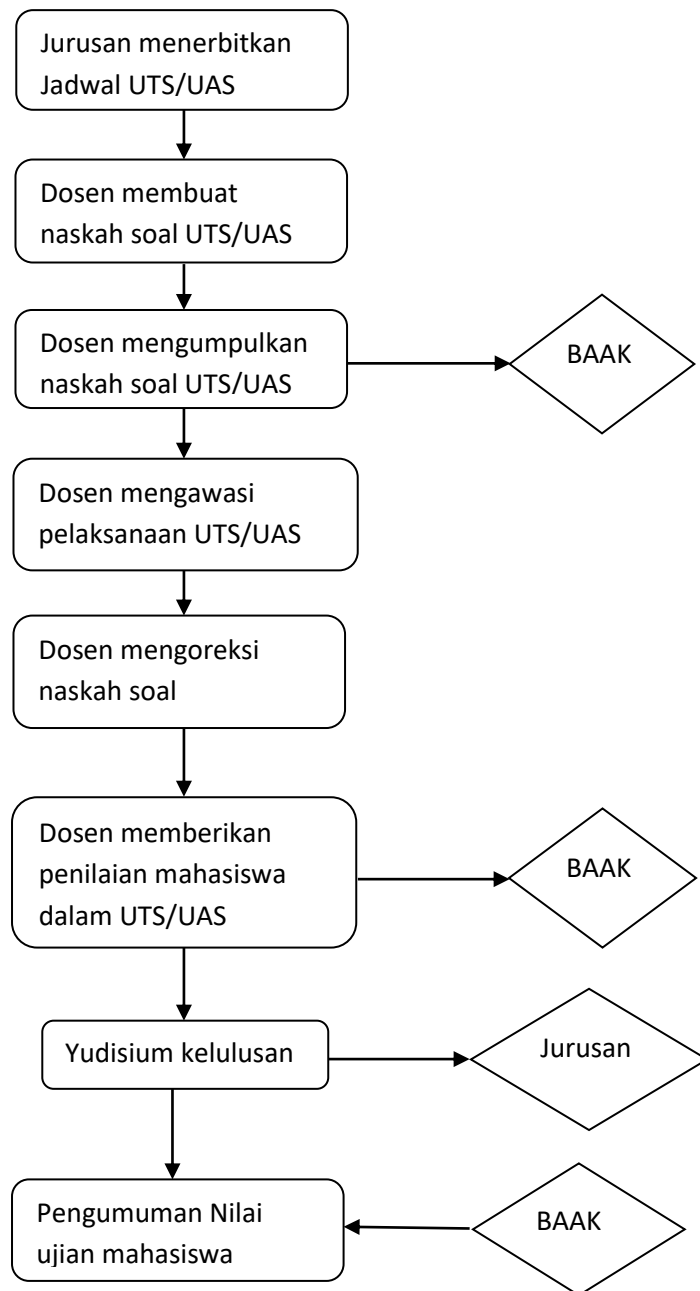 Jurusan menerbitkan
Jadwal UTS/UAS
Dosen membuat
naskah soal UTS/UAS
Dosen mengumpulkan
naskah soal UTS/UAS
BAAK
Dosen mengawasi
pelaksanaan UTS/UAS
Dosen mengoreksi
naskah soal
Dosen memberikan
penilaian mahasiswa
dalam UTS/UAS
BAAK
Yudisium kelulusan
Jurusan
Pengumuman Nilai
ujian mahasiswa
BAAK